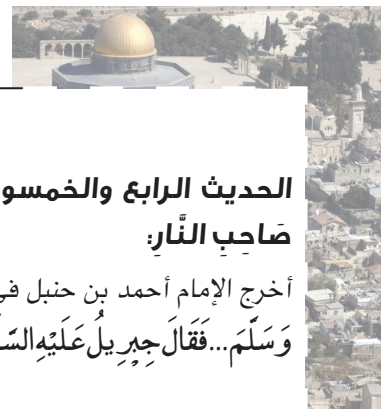 الحديث الرابع والخمسو
صَاحِبِ النَّارِ:
أخرج الإمام أحمد بن حنبل في
وَسَلَّمَ...فَقَالَ جِبْرِيلُ عَلَيْهِ السَّ